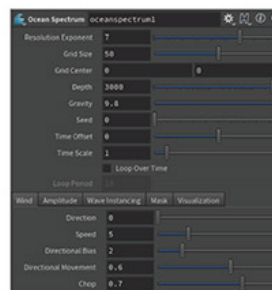 Ocean Spectrum oceanspectrum1
Resolution Exponent 7
Grid Size 50
Grid Center 0 0
Depth 3000
Gravity 9.8
Seed 0
Time Offset 0
Time Scale 1
Loop Over Time
Loop Period
Wind Amplitude Wave Instancing Mask Visualization
Direction 0
Speed 5
Directional Bias 2
Directional Movement 0.6
Chop 0.7